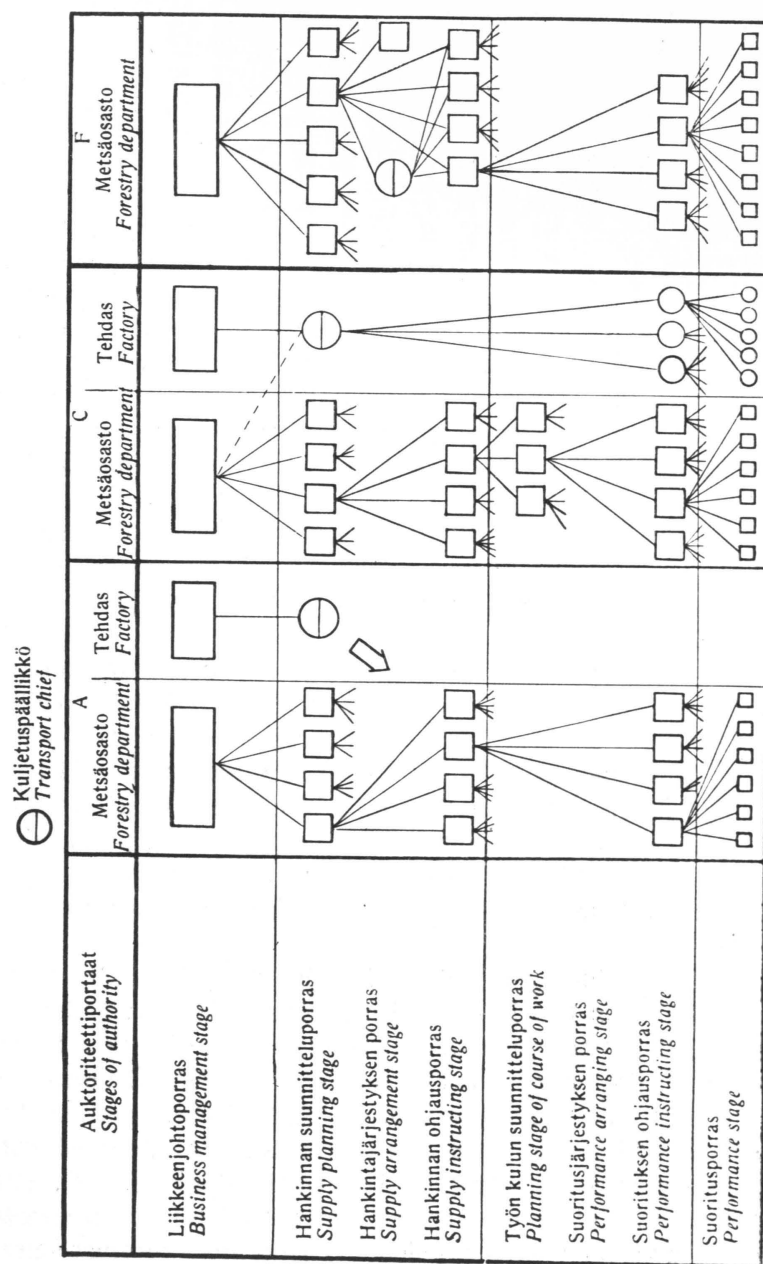 Kuljetuspäällikkö
Transport chief
Auktoriteettiportaat
Stages of authority
A
Metsäosasto
Forestry department
Tehdas
Factory
C
Metsäosasto
Forestry department
Tehdas
Factory
F
Metsäosasto
Forestry department
Liikkeenjohtoporras
Business management stage
Hankinnan suunnitteluporras
Supply planning stage
Hankintajärjestyksen porras
Supply arrangement stage
Hankinnan ohjausporras
Supply instructing stage
Työn kulun suunnitteluporras
Planning stage of course of work
Suoritusjärjestyksen porras
Performance arranging stage
Suorituksen ohjausporras
Performance instructing stage
Suoritusporras
Performance stage